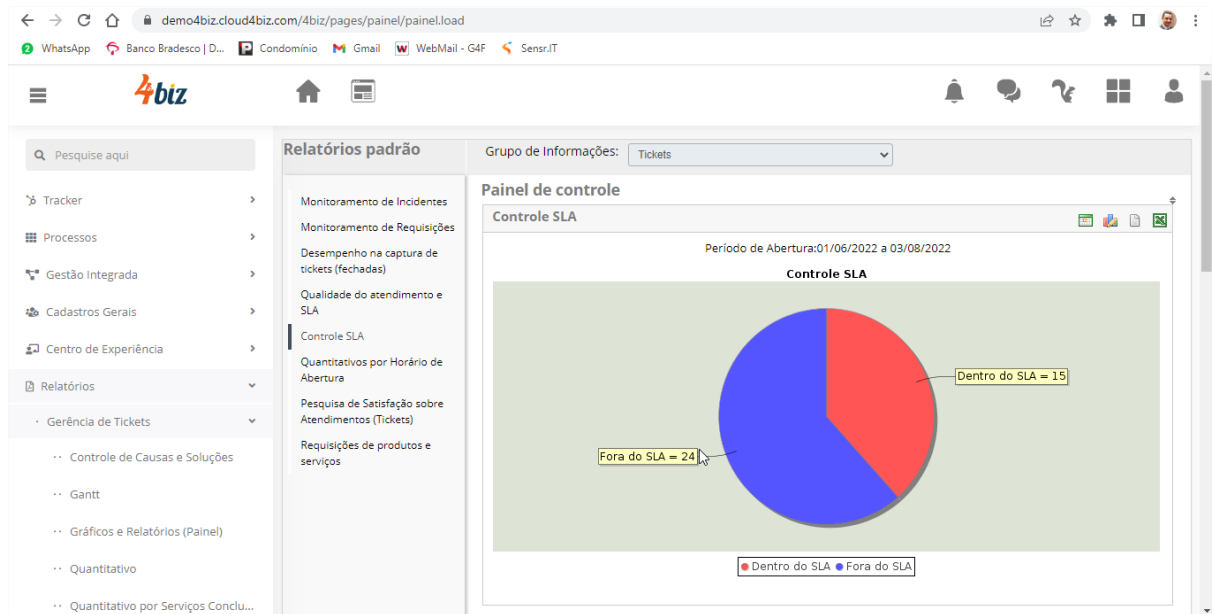 demo4biz.cloud4biz.com/4biz/pages/painel/painel.load
WhatsApp
Banco Bradesco | D...
Condomínio
Gmail
WebMail - G4F
Sensr.IT
4biz
Pesquise aqui
Tracker
Processos
Gestão Integrada
Cadastros Gerais
Centro de Experiência
Relatórios
Gerência de Tickets
Controle de Causas e Soluções
Gantt
Gráficos e Relatórios (Painel)
Quantitativo
Quantitativo por Serviços Conclu...
Relatórios padrão
Monitoramento de Incidentes
Monitoramento de Requisições
Desempenho na captura de
tickets (fechadas)
Qualidade do atendimento e
SLA
Controle SLA
Quantitativos por Horário de
Abertura
Pesquisa de Satisfação sobre
Atendimentos (Tickets)
Requisições de produtos e
serviços
Grupo de Informações: Tickets
Painel de controle
Controle SLA
Período de Abertura:01/06/2022 a 03/08/2022
Controle SLA
Dentro do SLA = 15
Fora do SLA = 24
Dentro do SLA Fora do SLA